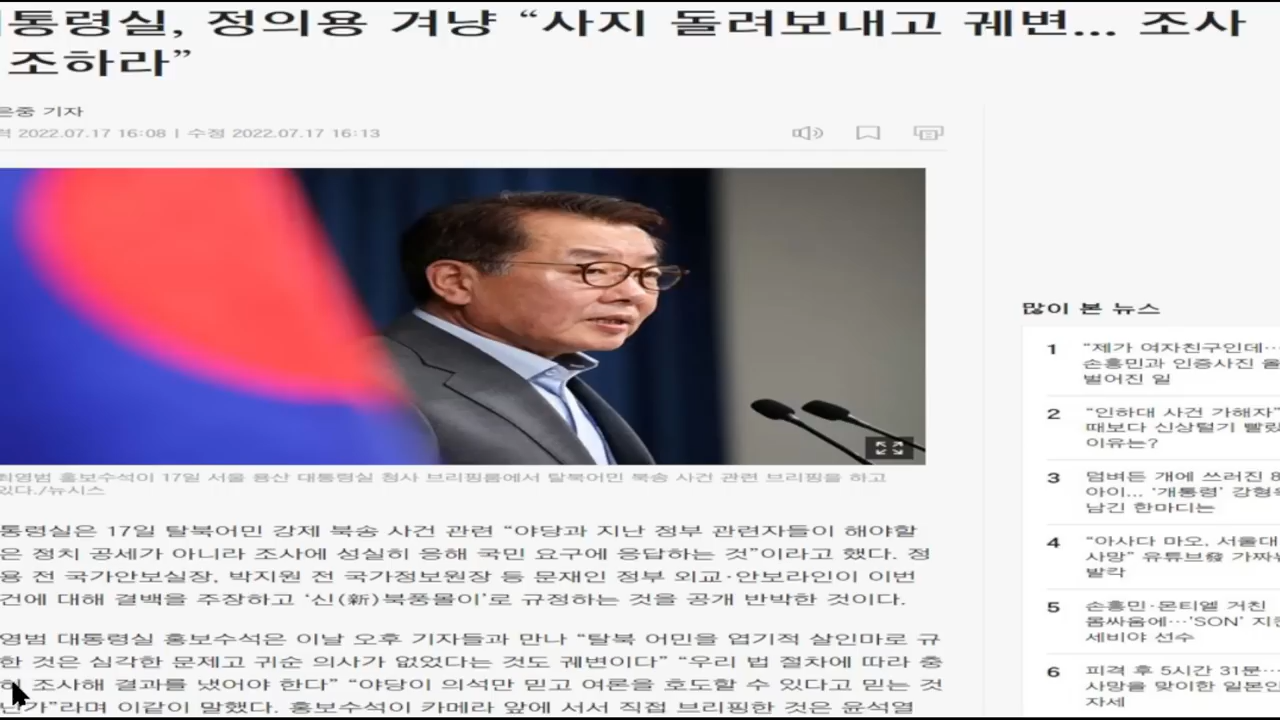 통령실, 정의용 겨냥 “사지 돌려보내고 궤변... 조사
조하라”
은중 기자
력 2022.07.17 16:08 | 수정 2022.07.17 16:13
최영범 홍보수석이 17일 서울 용산 대통령실 청사 브리핑룸에서 탈북어민 북송 사건 관련 브리핑을 하고
있다./뉴시스
통령실은 17일 탈북어민 강제 북송 사건 관련 “야당과 지난 정부 관련자들이 해야할
은 정치 공세가 아니라 조사에 성실히 응해 국민 요구에 응답하는 것”이라고 했다. 정
용 전 국가안보실장, 박지원 전 국가정보원장 등 문재인 정부 외교·안보라인이 이번
건에 대해 결백을 주장하고 ‘신(新)북풍몰이’로 규정하는 것을 공개 반박한 것이다.
영범 대통령실 홍보수석은 이날 오후 기자들과 만나 “탈북 어민을 엽기적 살인마로 규
한 것은 심각한 문제고 귀순 의사가 없었다는 것도 궤변이다” “우리 법 절차에 따라 충
히 조사해 결과를 냈어야 한다” “야당이 의석만 믿고 여론을 호도할 수 있다고 믿는 것
닌가”라며 이같이 말했다. 홍보수석이 카메라 앞에 서서 직접 브리핑한 것은 윤석열
많이 본 뉴스
1 “제가 여자친구인데…
손흥민과 인증사진 올
벌어진 일
2 “인하대 사건 가해자”
때보다 신상털기 빨랐
이유는?
3 덤벼든 개에 쓰러진 8
아이... ‘개통령’ 강형욱
남긴 한마디는
4 “아사다 마오, 서울대
사망” 유튜브發 가짜뉴
발칵
5 손흥민·몬티엘 거친
몸싸움에…‘SON’ 지킨
세비야 선수
6 피격 후 5시간 31분…
사망을 맞이한 일본인
자세